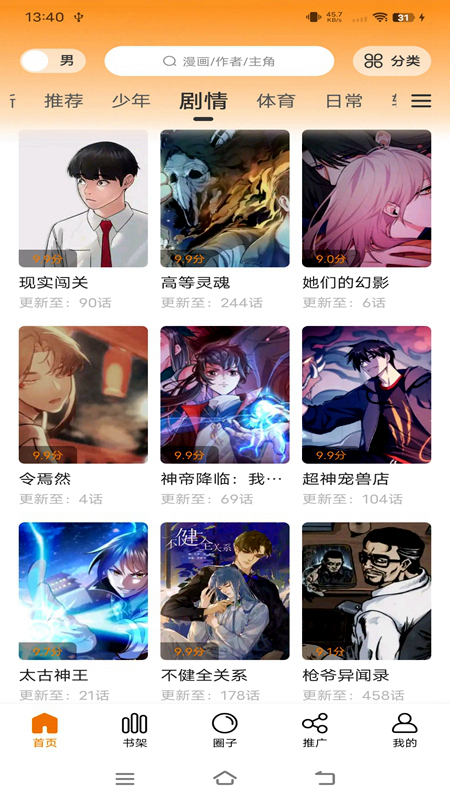 13:40
45.7
KB/s
31
男
漫画/作者/主角
分类
推荐 少年 剧情 体育 日常
9.9分
9.9分
9.0分
现实闯关
高等灵魂
她们的幻影
更新至：90话
更新至：244话
更新至：6话
9.9分
9.9分
9.9分
令焉然
神帝降临：我…
超神宠兽店
更新至：4话
更新至：69话
更新至：104话
不健全关系
9.7分
9.9分
9.1分
太古神王
不健全关系
枪爷异闻录
更新至：21话
更新至：178话
更新至：458话
首页
书架
圈子
推广
我的